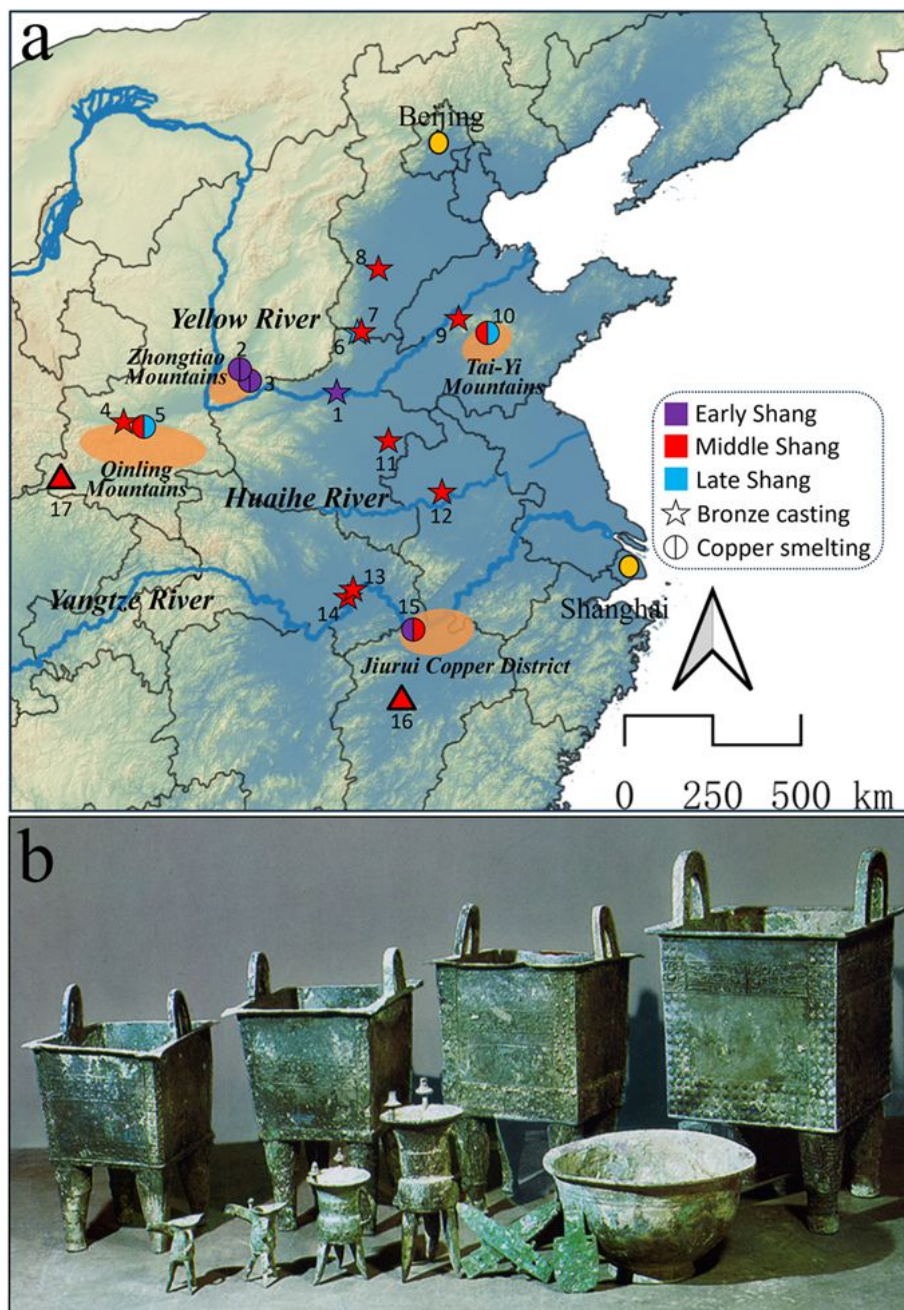 a
Beijing
8
Yellow River
7
6
9
10
Zhongtiao
Mountains
2
3
Tai-Yi
Mountains
1
4
5
Qinling
Mountains
17
11
Huaihe River
12
Early Shang
Middle Shang
Late Shang
Bronze casting
Copper smelting
Yangtze River
13
14
15
Shanghai
Jiurui Copper District
16
0 250 500 km
b